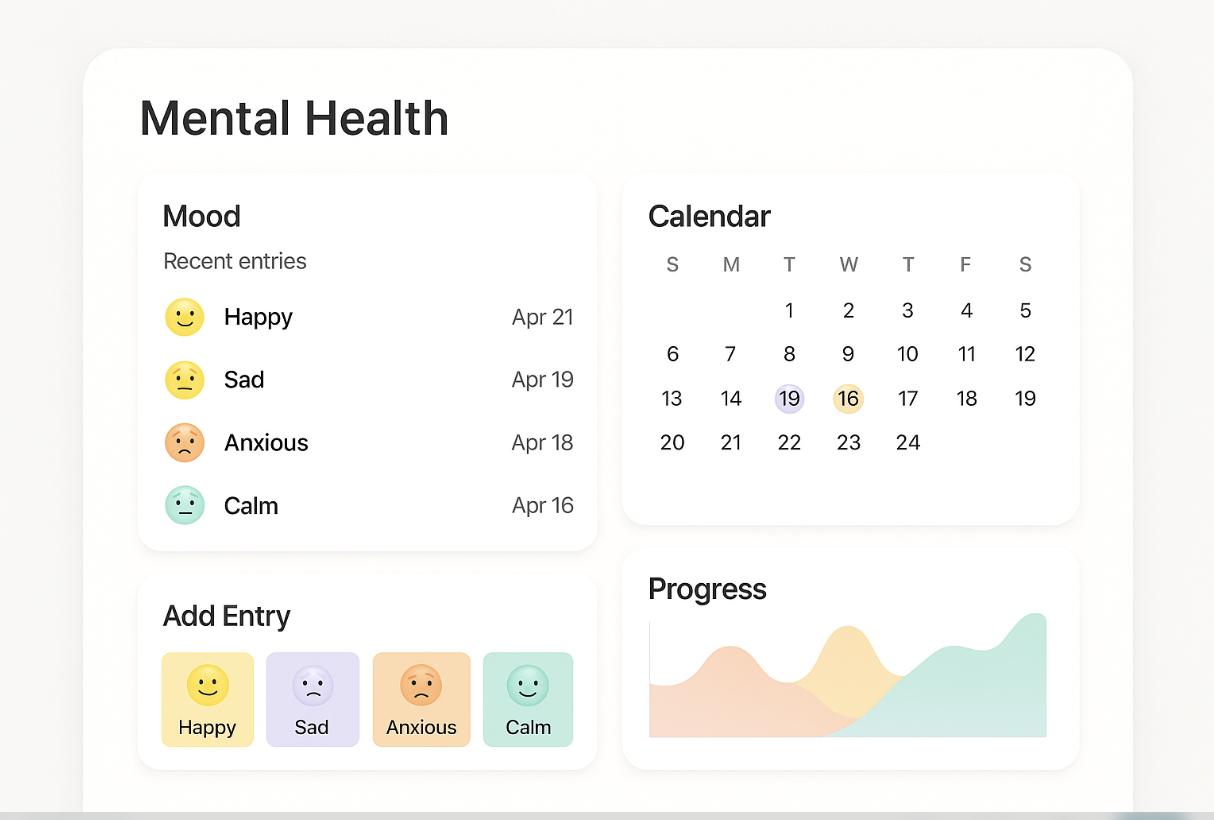 Mental Health
Mood
Recent entries
Happy Apr 21
Sad Apr 19
Anxious Apr 18
Calm Apr 16
Add Entry
Happy Sad Anxious Calm
Calendar
S M T W T F S
1 2 3 4 5
6 7 8 9 10 11 12
13 14 19 16 17 18 19
20 21 22 23 24
Progress